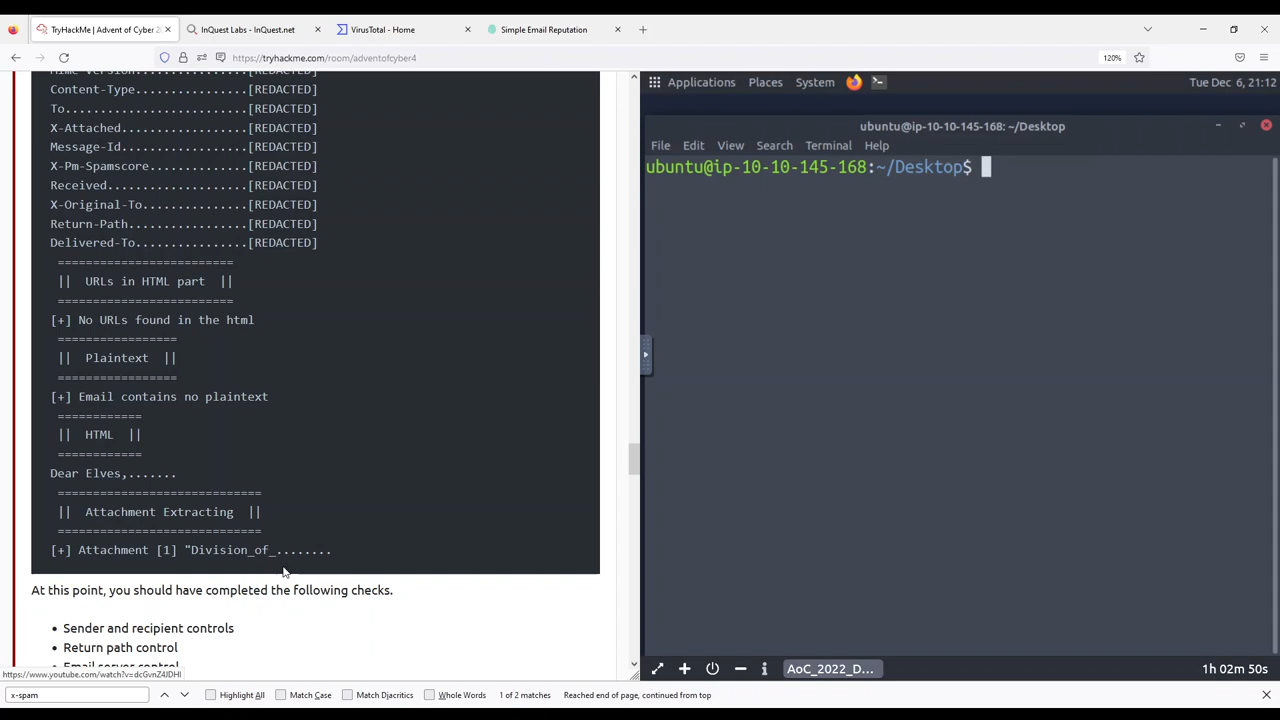 TryHackMe | Advent of Cyber 2
InQuest Labs - InQuest.net
VirusTotal - Home
Simple Email Reputation
https://tryhackme.com/room/adventofcyber4
120%
Mime-Version................[REDACTED]
Content-Type................[REDACTED]
To..........................[REDACTED]
X-Attached..................[REDACTED]
Message-Id..................[REDACTED]
X-Pm-Spamscore..............[REDACTED]
Received....................[REDACTED]
X-Original-To...............[REDACTED]
Return-Path................[REDACTED]
Delivered-To................[REDACTED]
=========================
|| URLs in HTML part ||
=========================
[+] No URLs found in the html
=================
|| Plaintext ||
=================
[+] Email contains no plaintext
============
|| HTML ||
============
Dear Elves,.......
=============================
|| Attachment Extracting ||
=============================
[+] Attachment [1] "Division_of_........
At this point, you should have completed the following checks.
• Sender and recipient controls
• Return path control
• Email server control
https://www.youtube.com/watch?v=dcGvnZ4JDHI
Applications Places System
Tue Dec 6, 21:12
ubuntu@ip-10-10-145-168: ~/Desktop
File Edit View Search Terminal Help
ubuntu@ip-10-10-145-168:~/Desktop$
AoC_2022_D...
1h 02m 50s
x-spam
Highlight All Match Case Match Diacritics Whole Words 1 of 2 matches Reached end of page, continued from top